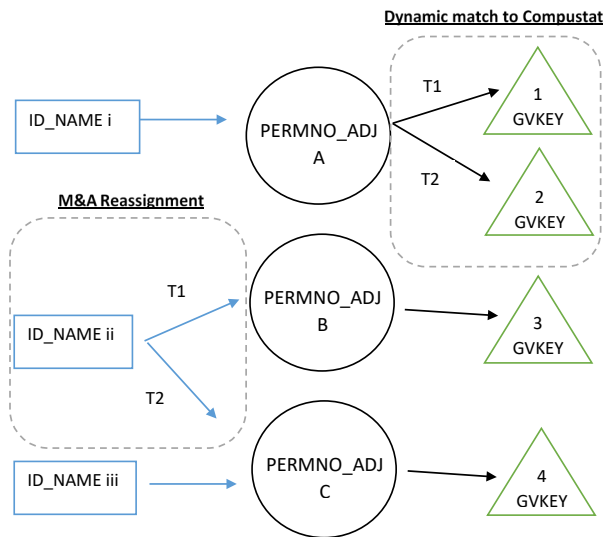 Dynamic match to Compustat
ID_NAME i
PERMNO_ADJ
A
T1
T2
1
GVKEY
2
GVKEY
M&A Reassignment
ID_NAME ii
T1
T2
PERMNO_ADJ
B
3
GVKEY
ID_NAME iii
PERMNO_ADJ
C
4
GVKEY